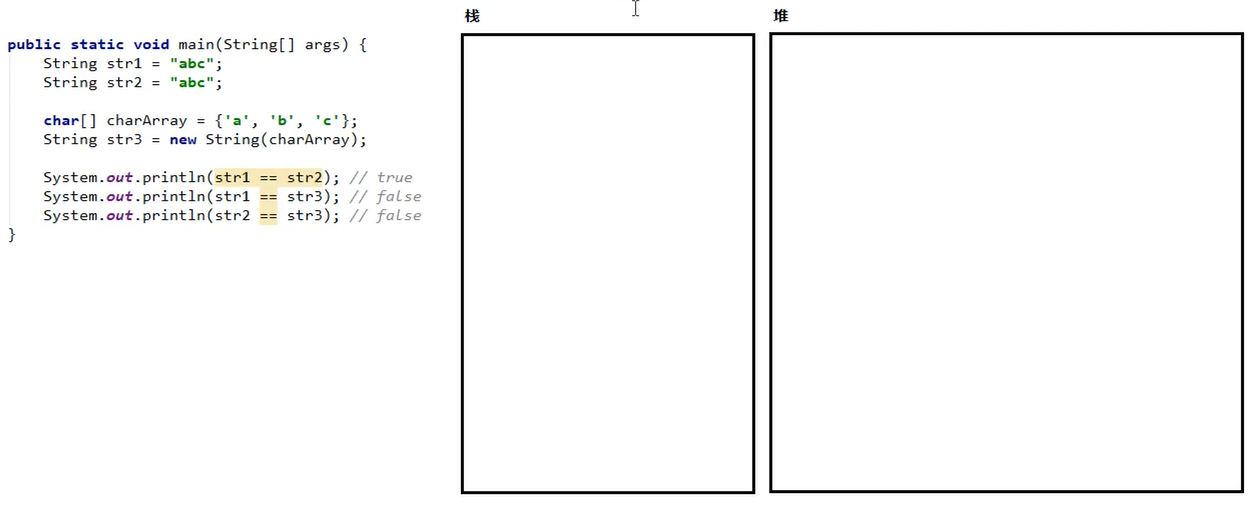 栈
堆
public static void main(String[] args) {
    String str1 = "abc";
    String str2 = "abc";
    char[] charArray = {'a', 'b', 'c'};
    String str3 = new String(charArray);
    System.out.println(str1 == str2); // true
    System.out.println(str1 == str3); // false
    System.out.println(str2 == str3); // false
}